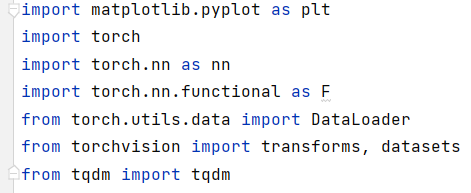 import matplotlib.pyplot as plt
import torch
import torch.nn as nn
import torch.nn.functional as F
from torch.utils.data import DataLoader
from torchvision import transforms, datasets
from tqdm import tqdm